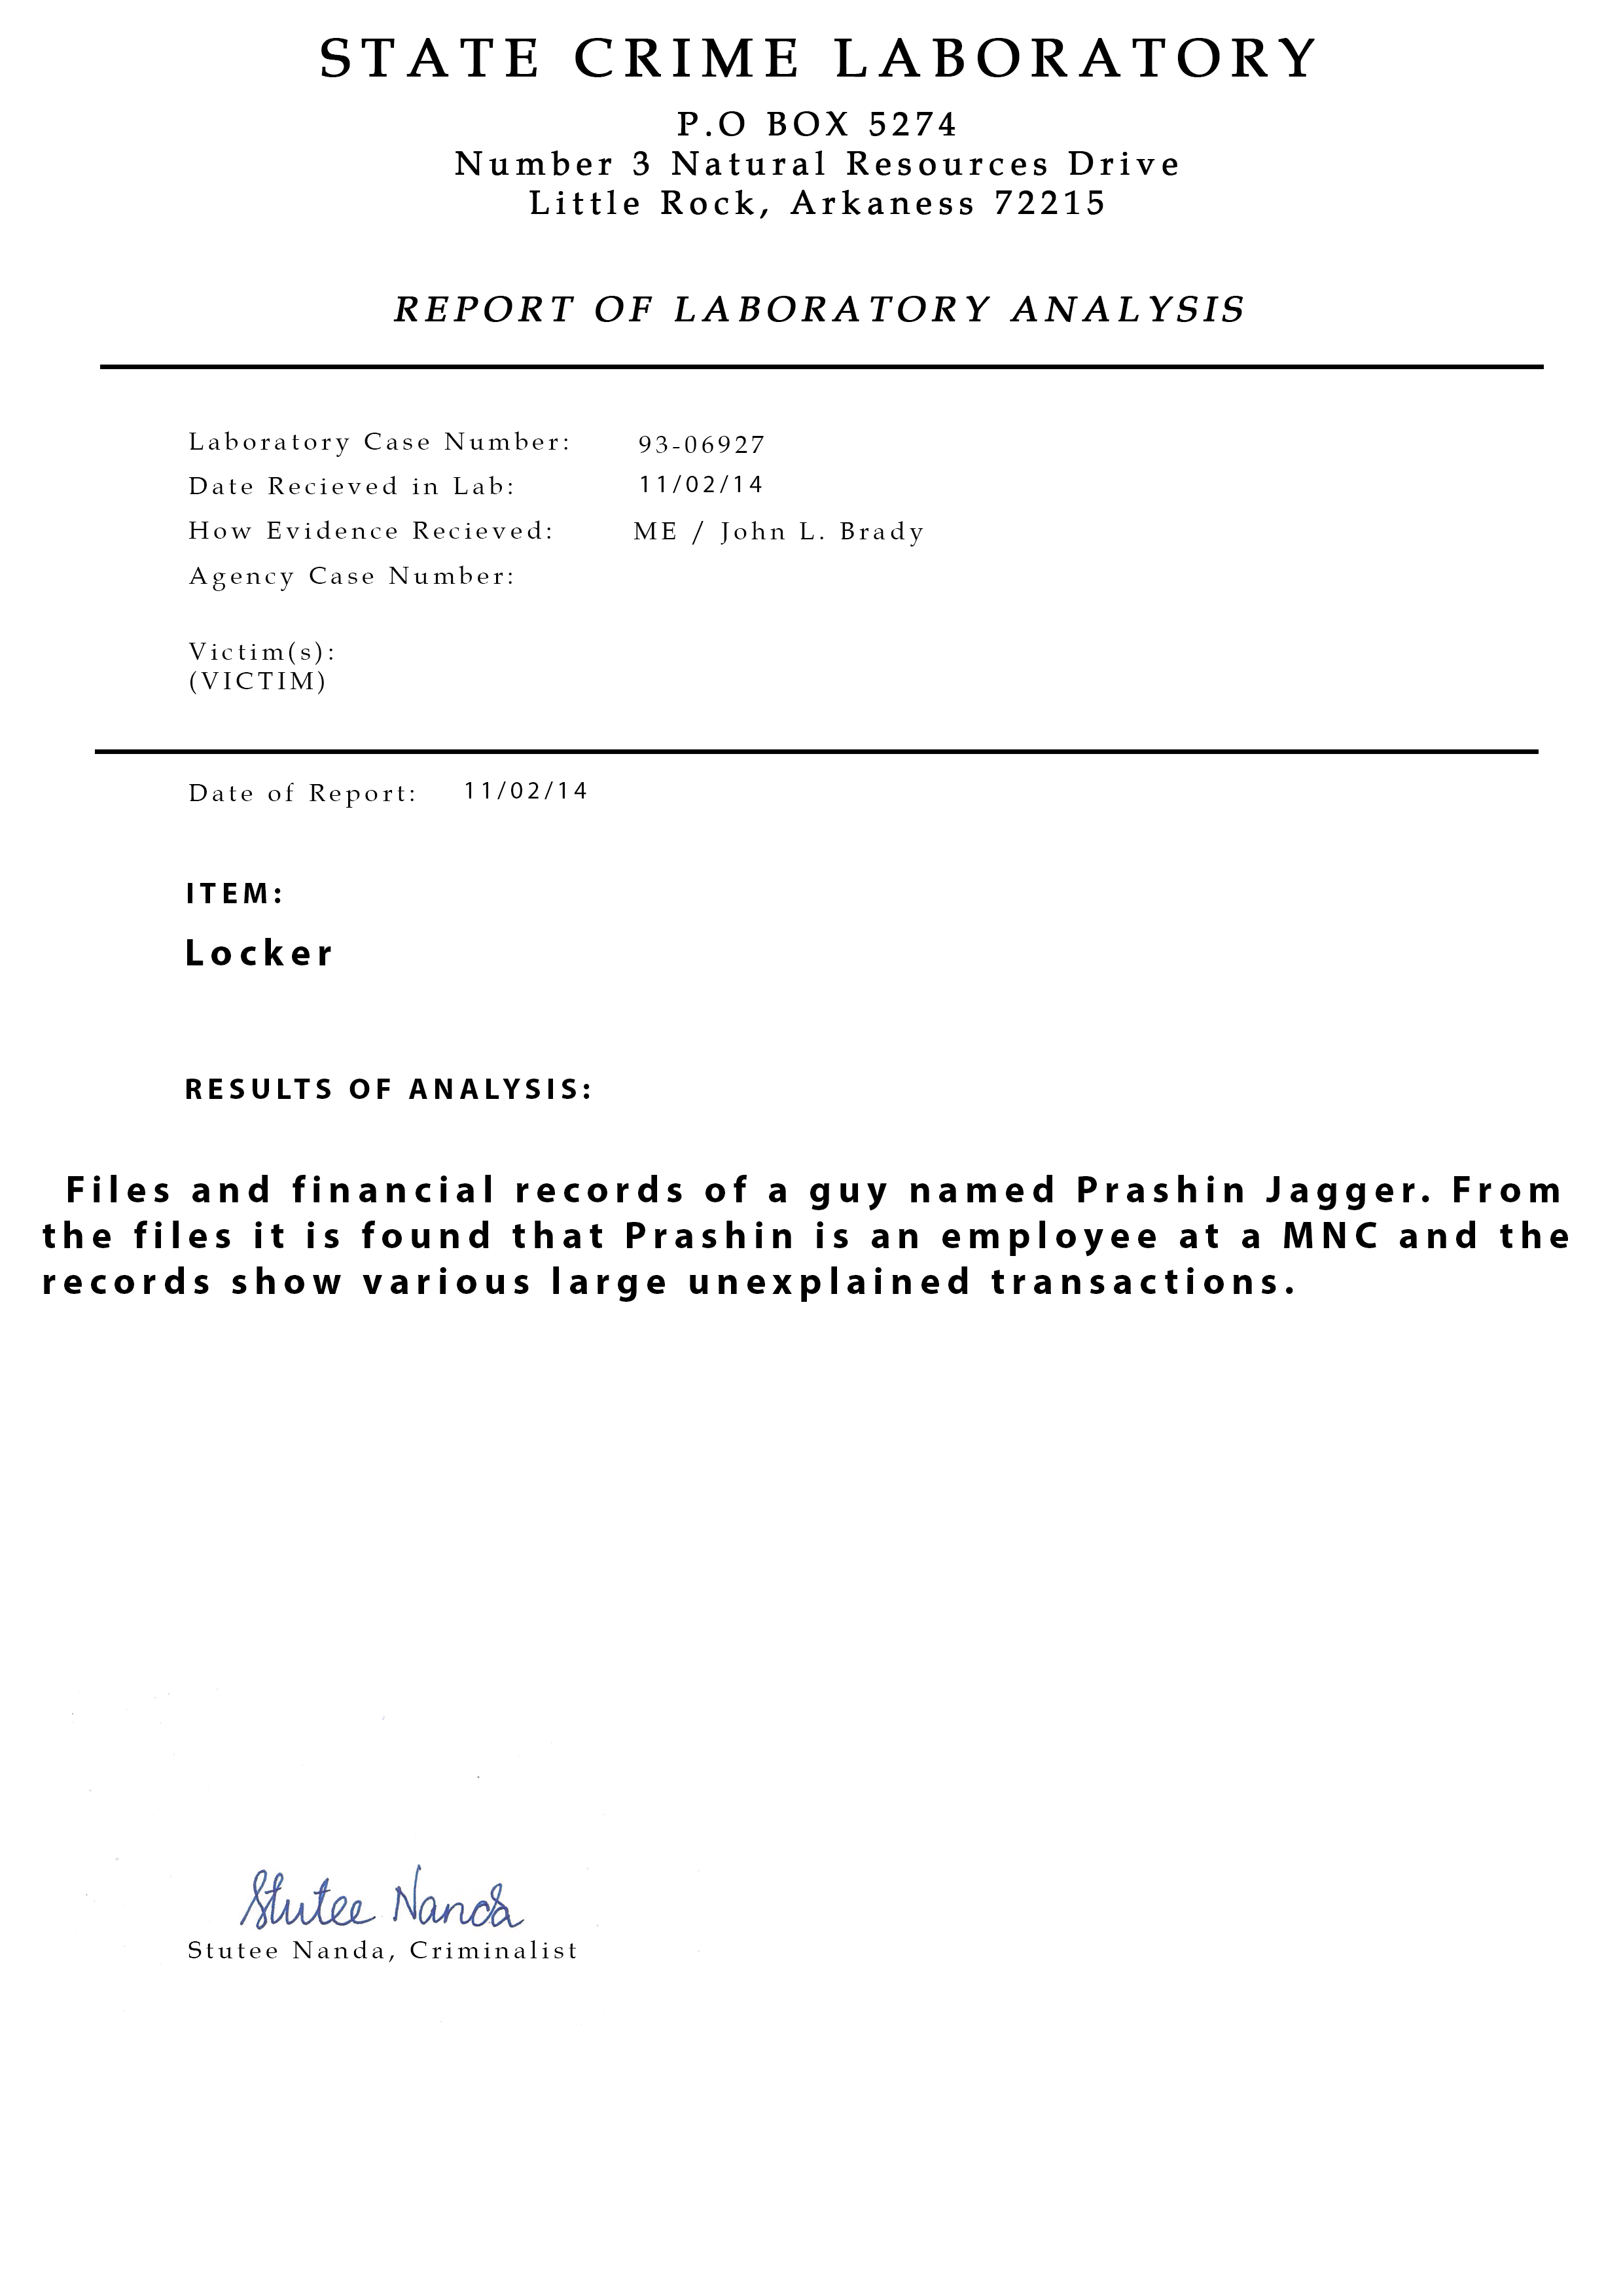 STATE CRIME LABORATORY
P.O BOX 5274
Number 3 Natural Resources Drive
Little Rock, Arkaness 72215
REPORT OF LABORATORY ANALYSIS
Laboratory Case Number: 93-06927
Date Recieved in Lab: 11/02/14
How Evidence Recieved: ME / John L. Brady
Agency Case Number:
Victim(s):
(VICTIM)
Date of Report: 11/02/14
ITEM:
Locker
RESULTS OF ANALYSIS:
Files and financial records of a guy named Prashin Jagger. From
the files it is found that Prashin is an employee at a MNC and the
records show various large unexplained transactions.
Stutee Nanda
Stutee Nanda, Criminalist